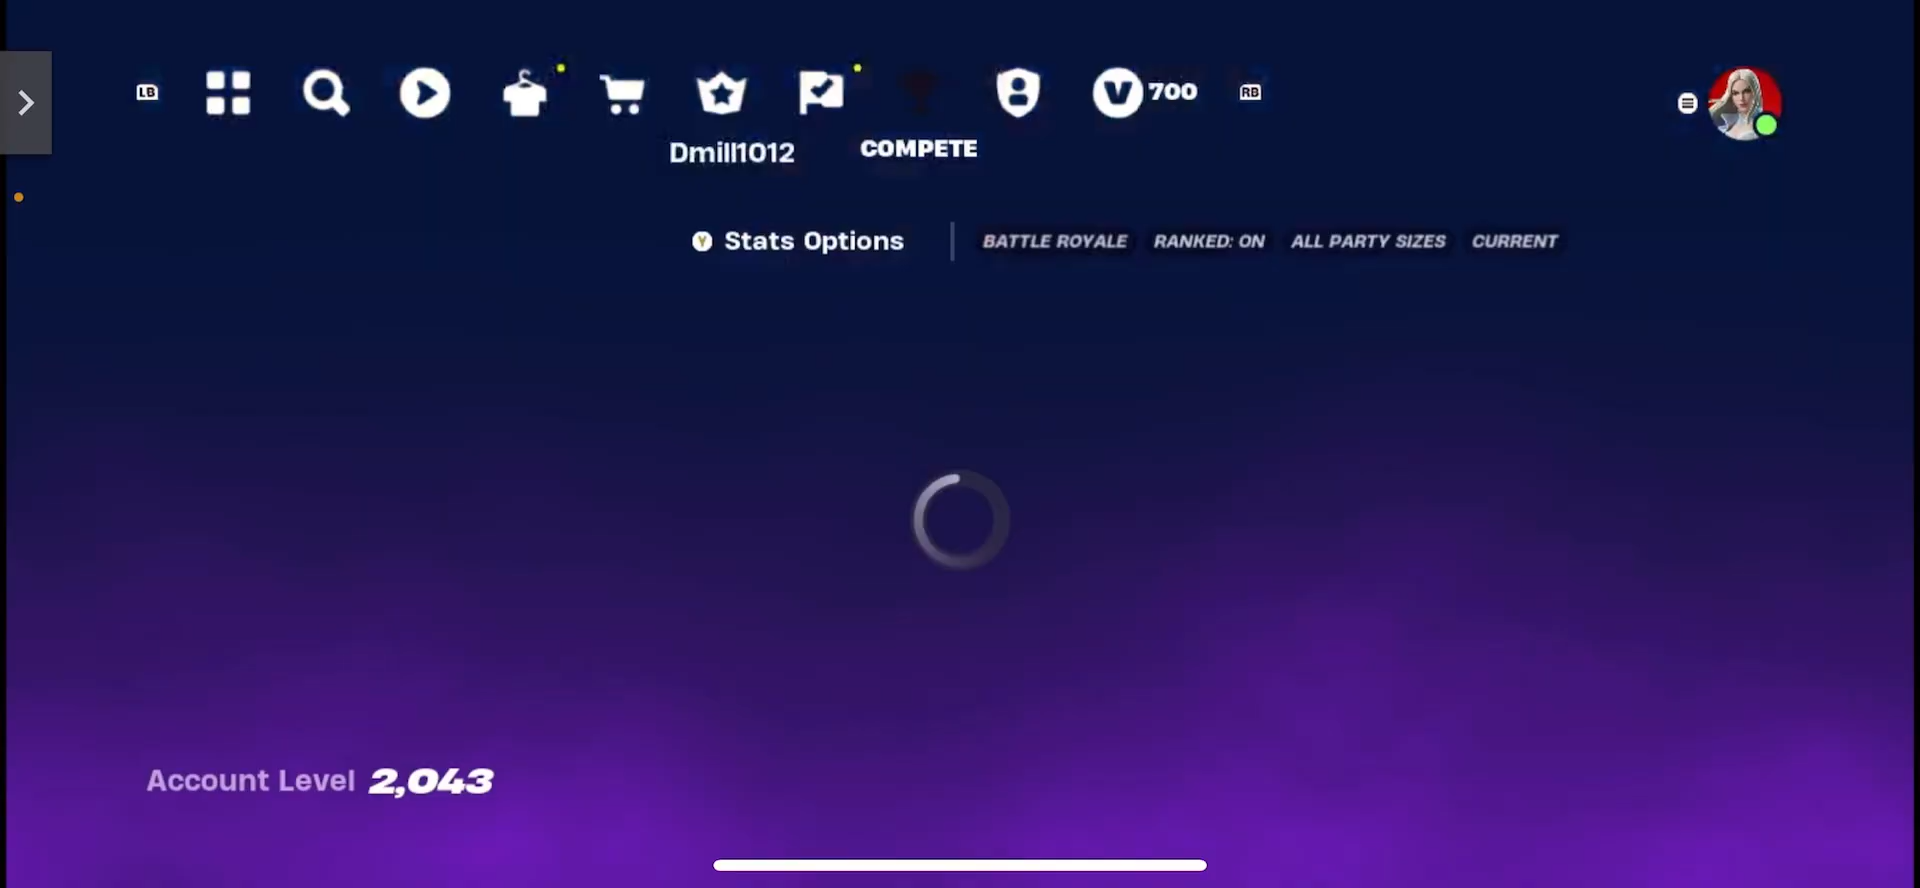 LB V 700 RB
Dmill1012 COMPETE
Y Stats Options BATTLE ROYALE RANKED: ON ALL PARTY SIZES CURRENT
Account Level 2,043